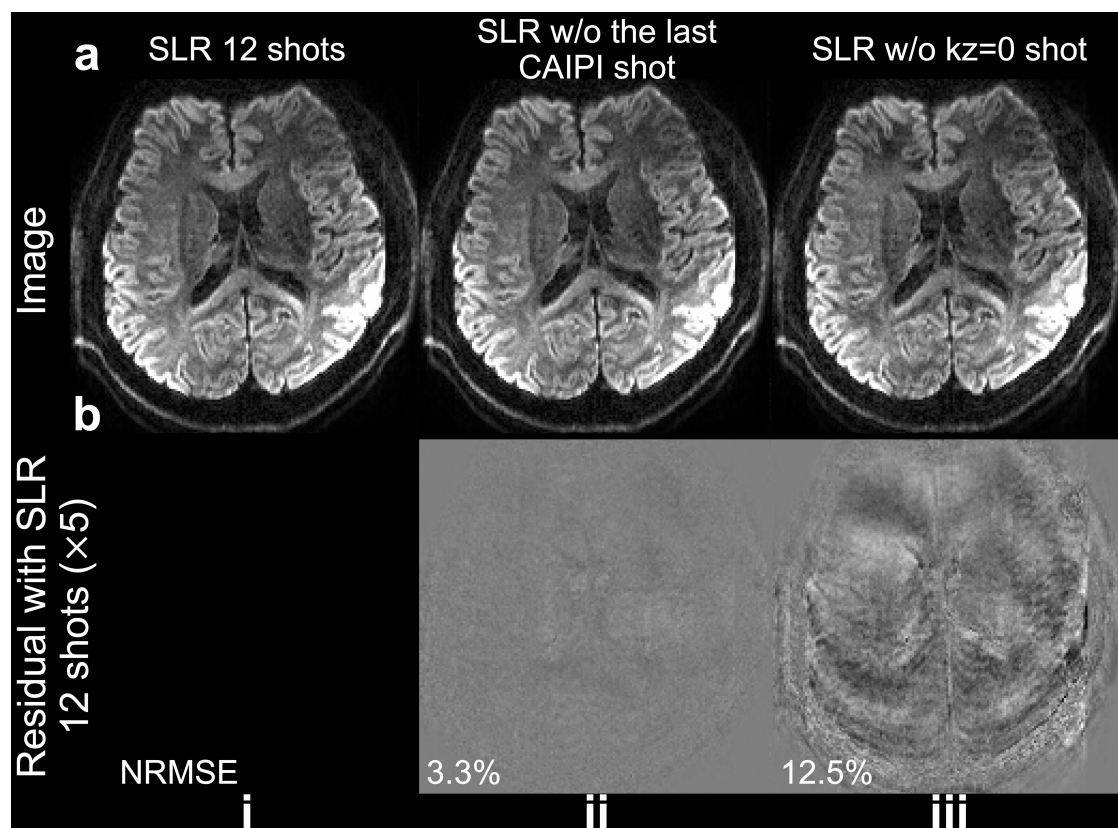 a
SLR 12 shots
SLR w/o the last
CAIPI shot
SLR w/o kz=0 shot
Image
b
Residual with SLR
12 shots (×5)
NRMSE
3.3%
12.5%
i
ii
iii